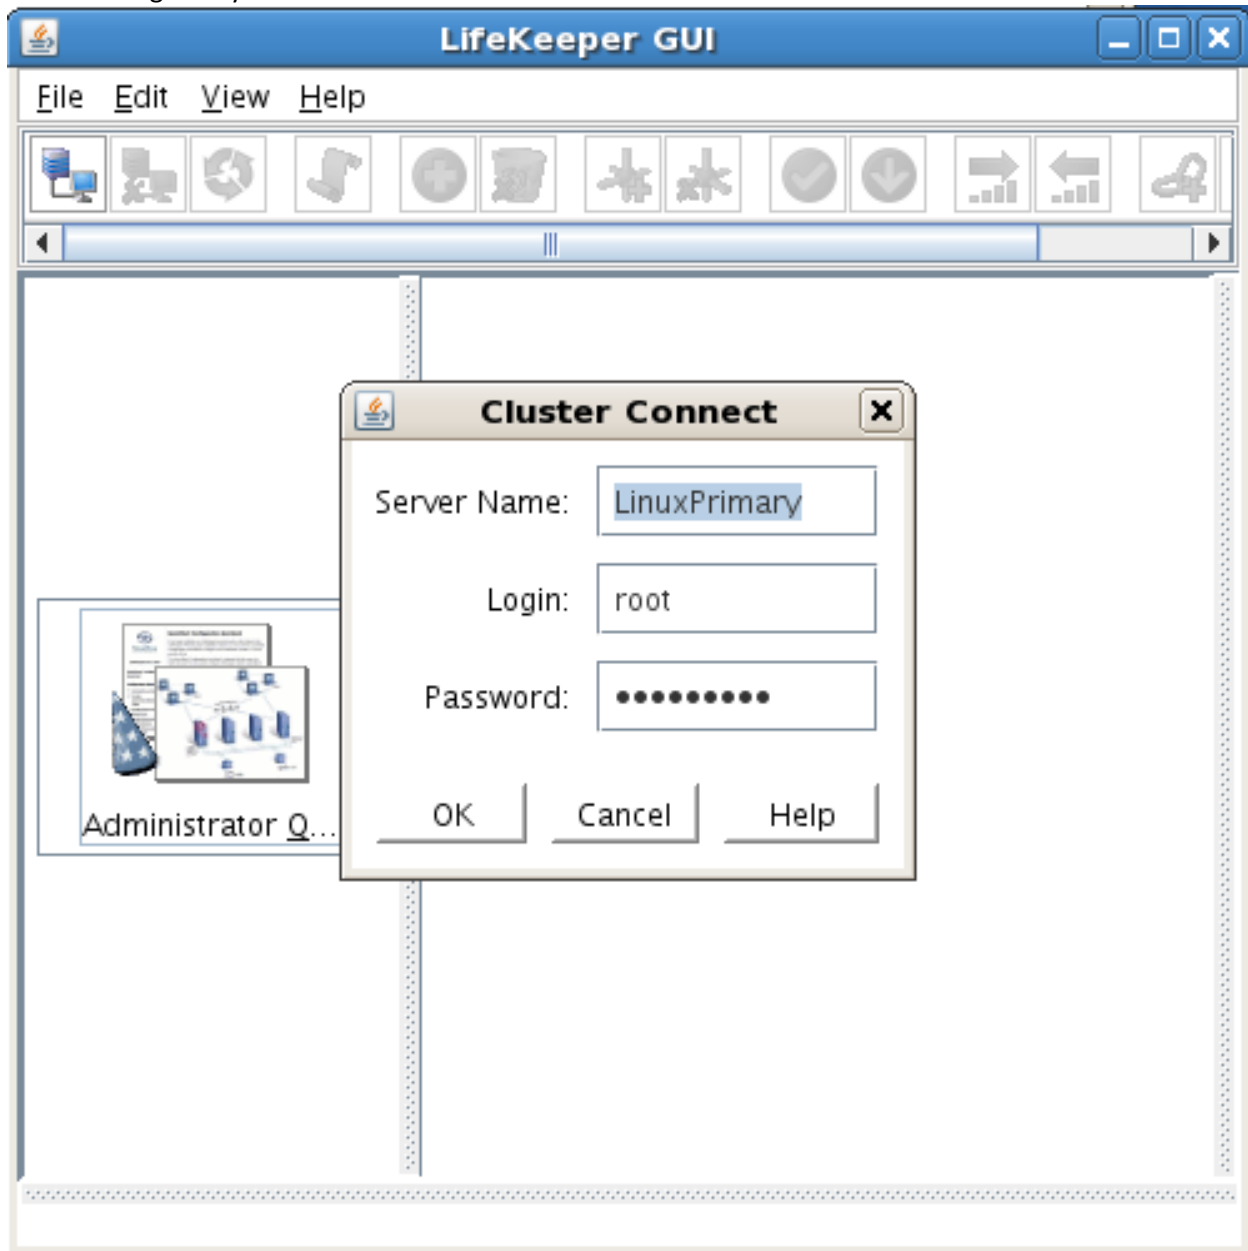 LifeKeeper GUI
File Edit View Help
Cluster Connect
Server Name: LinuxPrimary
Login: root
Password: •••••••••
OK Cancel Help
Administrator Q...